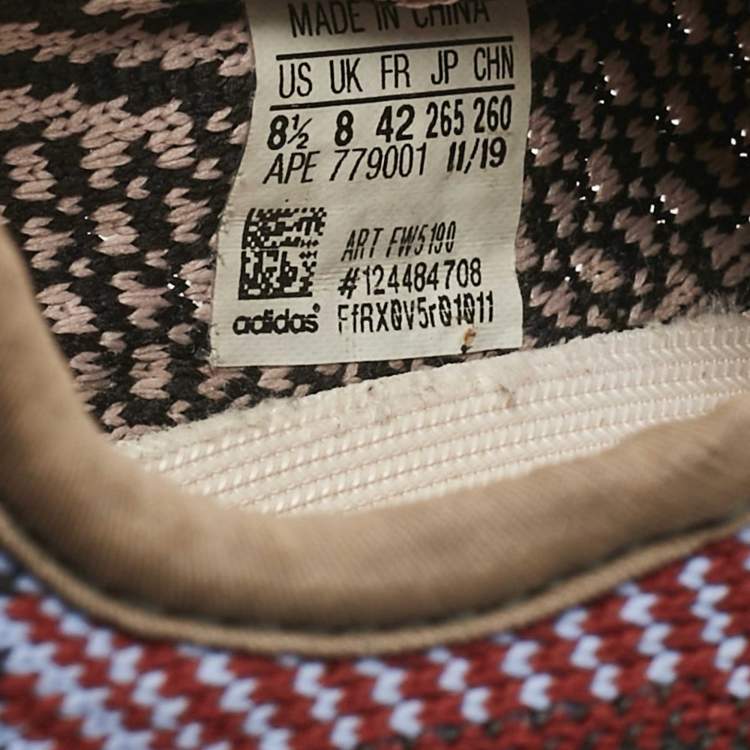 MADE IN CHINA
US UK FR JP CHN
8½ 8 42 265 260
APE 779001 11/19
ART FW5190
#124484708
adidas® FfRX0V5r01011